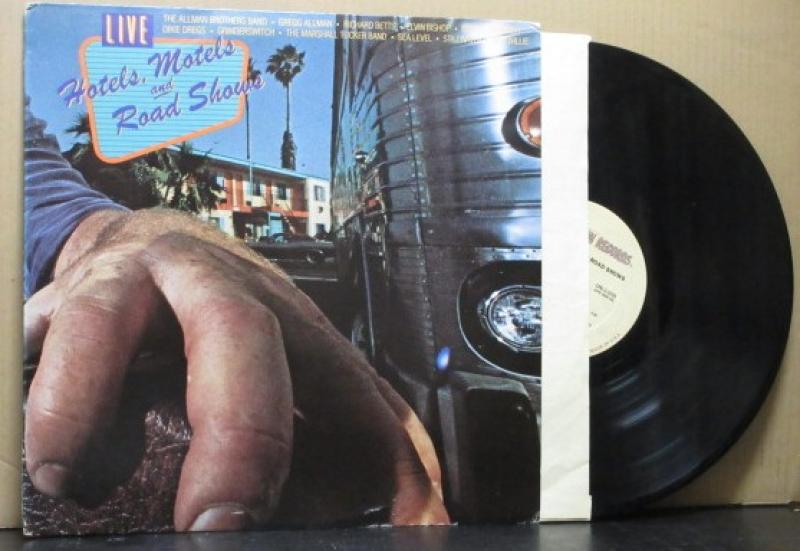 LIVE
THE ALLMAN BROTHERS BAND • GREGG ALLMAN • RICHARD BETTS • ELVIN BISHOP •
DIXIE DREGS • GRINDERSWITCH • THE MARSHALL TUCKER BAND • SEA LEVEL •
Hotels, Motels
and
Road Shows
RECORDS
ROAD SHOWS